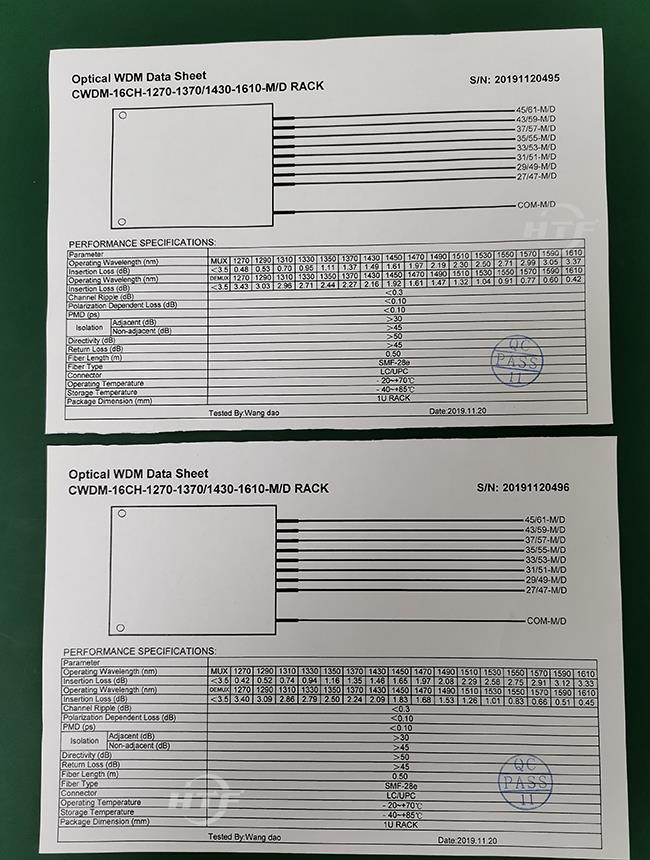 Optical WDM Data Sheet
CWDM-16CH-1270-1370/1430-1610-M/D RACK
S/N: 20191120495
45/61-M/D
43/59-M/D
37/57-M/D
35/55-M/D
33/53-M/D
31/51-M/D
29/49-M/D
27/47-M/D
COM-M/D
HTF
PERFORMANCE SPECIFICATIONS:
Parameter
Operating Wavelength (nm) MUX 1270 1290 1310 1330 1350 1370 1430 1450 1470 1490 1510 1530 1550 1570 1590 1610
Insertion Loss (dB) <3.5 0.48 0.53 0.70 0.95 1.11 1.37 1.49 1.61 1.97 2.19 2.30 2.50 2.71 2.99 3.05 3.37
Operating Wavelength (nm) DEMUX 1270 1290 1310 1330 1350 1370 1430 1450 1470 1490 1510 1530 1550 1570 1590 1610
Insertion Loss (dB) <3.5 3.43 3.03 2.96 2.71 2.44 2.27 2.16 1.92 1.61 1.47 1.32 1.04 0.91 0.77 0.60 0.42
Channel Ripple (dB) <0.3
Polarization Dependent Loss (dB) <0.10
PMD (ps) <0.10
Isolation Adjacent (dB) >30
Non-adjacent (dB) >45
Directivity (dB) >50
Return Loss (dB) >45
Fiber Length (m) 0.50
Fiber Type SMF-28e
Connector LC/UPC
Operating Temperature - 20~+70℃
Storage Temperature - 40~+85℃
Package Dimension (mm) 1U RACK
QC
PASS
11
Tested By:Wang dao Date:2019.11.20
Optical WDM Data Sheet
CWDM-16CH-1270-1370/1430-1610-M/D RACK
S/N: 20191120496
45/61-M/D
43/59-M/D
37/57-M/D
35/55-M/D
33/53-M/D
31/51-M/D
29/49-M/D
27/47-M/D
COM-M/D
PERFORMANCE SPECIFICATIONS:
Parameter
Operating Wavelength (nm) MUX 1270 1290 1310 1330 1350 1370 1430 1450 1470 1490 1510 1530 1550 1570 1590 1610
Insertion Loss (dB) <3.5 0.42 0.52 0.74 0.94 1.16 1.35 1.46 1.65 1.97 2.08 2.29 2.58 2.75 2.91 3.12 3.33
Operating Wavelength (nm) DEMUX 1270 1290 1310 1330 1350 1370 1430 1450 1470 1490 1510 1530 1550 1570 1590 1610
Insertion Loss (dB) <3.5 3.40 3.09 2.86 2.79 2.50 2.24 2.09 1.83 1.68 1.53 1.26 1.01 0.83 0.66 0.51 0.45
Channel Ripple (dB) <0.3
Polarization Dependent Loss (dB) <0.10
PMD (ps) <0.10
Isolation Adjacent (dB) >30
Non-adjacent (dB) >45
Directivity (dB) >50
Return Loss (dB) >45
Fiber Length (m) 0.50
Fiber Type SMF-28e
Connector LC/UPC
Operating Temperature - 20~+70℃
Storage Temperature - 40~+85℃
Package Dimension (mm) 1U RACK
HTF
QC
PASS
11
Tested By:Wang dao Date:2019.11.20